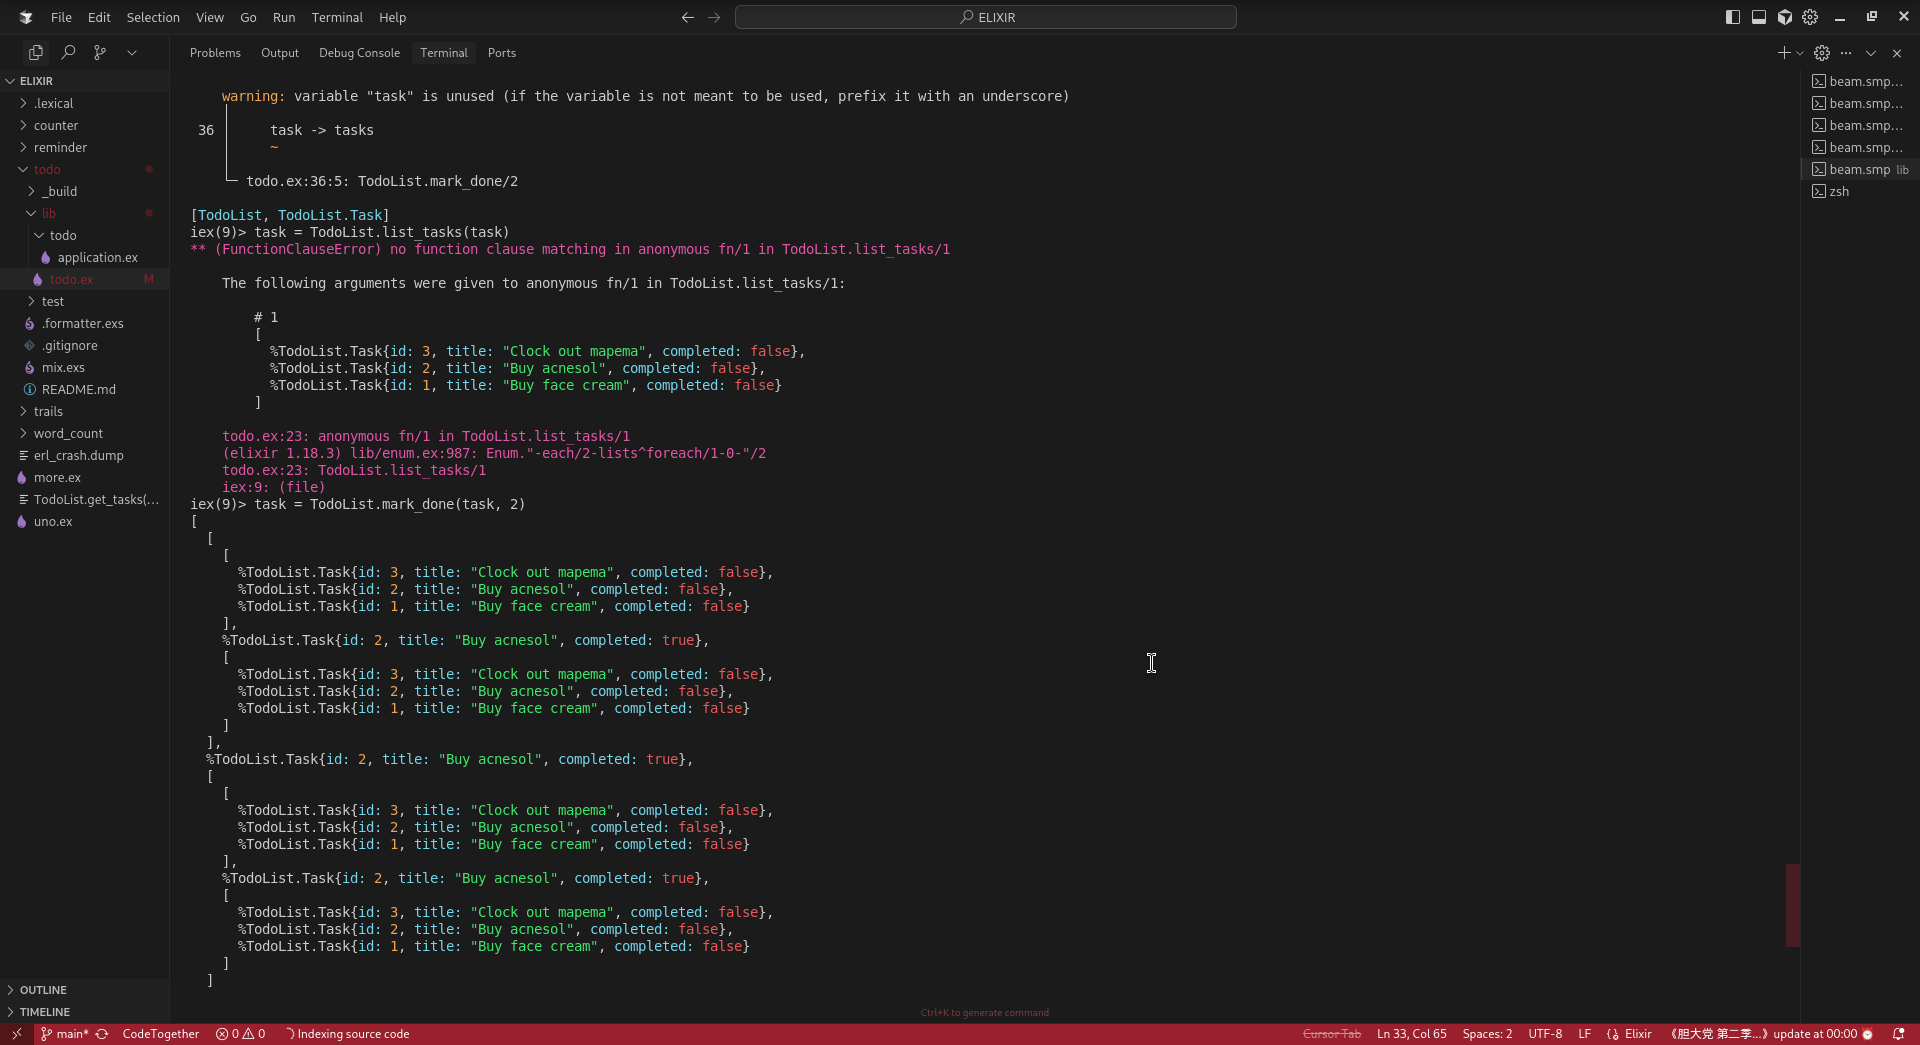 File Edit Selection View Go Run Terminal Help
ELIXIR
Problems Output Debug Console Terminal Ports
ELIXIR
.lexical
counter
reminder
todo
_build
lib
todo
application.ex
todo.ex M
test
.formatter.exs
.gitignore
mix.exs
README.md
trails
word_count
erl_crash.dump
more.ex
TodoList.get_tasks(...
uno.ex
OUTLINE
TIMELINE
warning: variable "task" is unused (if the variable is not meant to be used, prefix it with an underscore)
36 task -> tasks
~
todo.ex:36:5: TodoList.mark_done/2
[TodoList, TodoList.Task]
iex(9)> task = TodoList.list_tasks(task)
** (FunctionClauseError) no function clause matching in anonymous fn/1 in TodoList.list_tasks/1
The following arguments were given to anonymous fn/1 in TodoList.list_tasks/1:
# 1
[
%TodoList.Task{id: 3, title: "Clock out mapema", completed: false},
%TodoList.Task{id: 2, title: "Buy acnesol", completed: false},
%TodoList.Task{id: 1, title: "Buy face cream", completed: false}
]
todo.ex:23: anonymous fn/1 in TodoList.list_tasks/1
(elixir 1.18.3) lib/enum.ex:987: Enum."-each/2-lists^foreach/1-0-"/2
todo.ex:23: TodoList.list_tasks/1
iex:9: (file)
iex(9)> task = TodoList.mark_done(task, 2)
[
[
[
%TodoList.Task{id: 3, title: "Clock out mapema", completed: false},
%TodoList.Task{id: 2, title: "Buy acnesol", completed: false},
%TodoList.Task{id: 1, title: "Buy face cream", completed: false}
],
%TodoList.Task{id: 2, title: "Buy acnesol", completed: true},
[
%TodoList.Task{id: 3, title: "Clock out mapema", completed: false},
%TodoList.Task{id: 2, title: "Buy acnesol", completed: false},
%TodoList.Task{id: 1, title: "Buy face cream", completed: false}
]
],
%TodoList.Task{id: 2, title: "Buy acnesol", completed: true},
[
[
%TodoList.Task{id: 3, title: "Clock out mapema", completed: false},
%TodoList.Task{id: 2, title: "Buy acnesol", completed: false},
%TodoList.Task{id: 1, title: "Buy face cream", completed: false}
],
%TodoList.Task{id: 2, title: "Buy acnesol", completed: true},
[
%TodoList.Task{id: 3, title: "Clock out mapema", completed: false},
%TodoList.Task{id: 2, title: "Buy acnesol", completed: false},
%TodoList.Task{id: 1, title: "Buy face cream", completed: false}
]
]
Ctrl+K to generate command
beam.smp...
beam.smp...
beam.smp...
beam.smp...
beam.smp lib
zsh
main* CodeTogether 0 0 Indexing source code Cursor Tab Ln 33, Col 65 Spaces: 2 UTF-8 LF Elixir 《胆大党 第二季...》update at 00:00